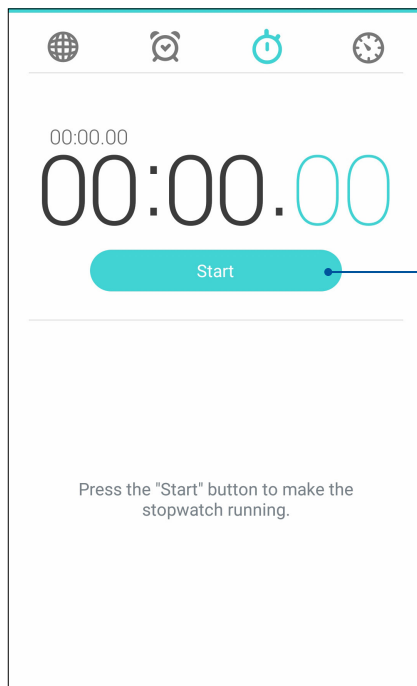 00:00.00
00:00.00
Start
Press the "Start" button to make the
stopwatch running.